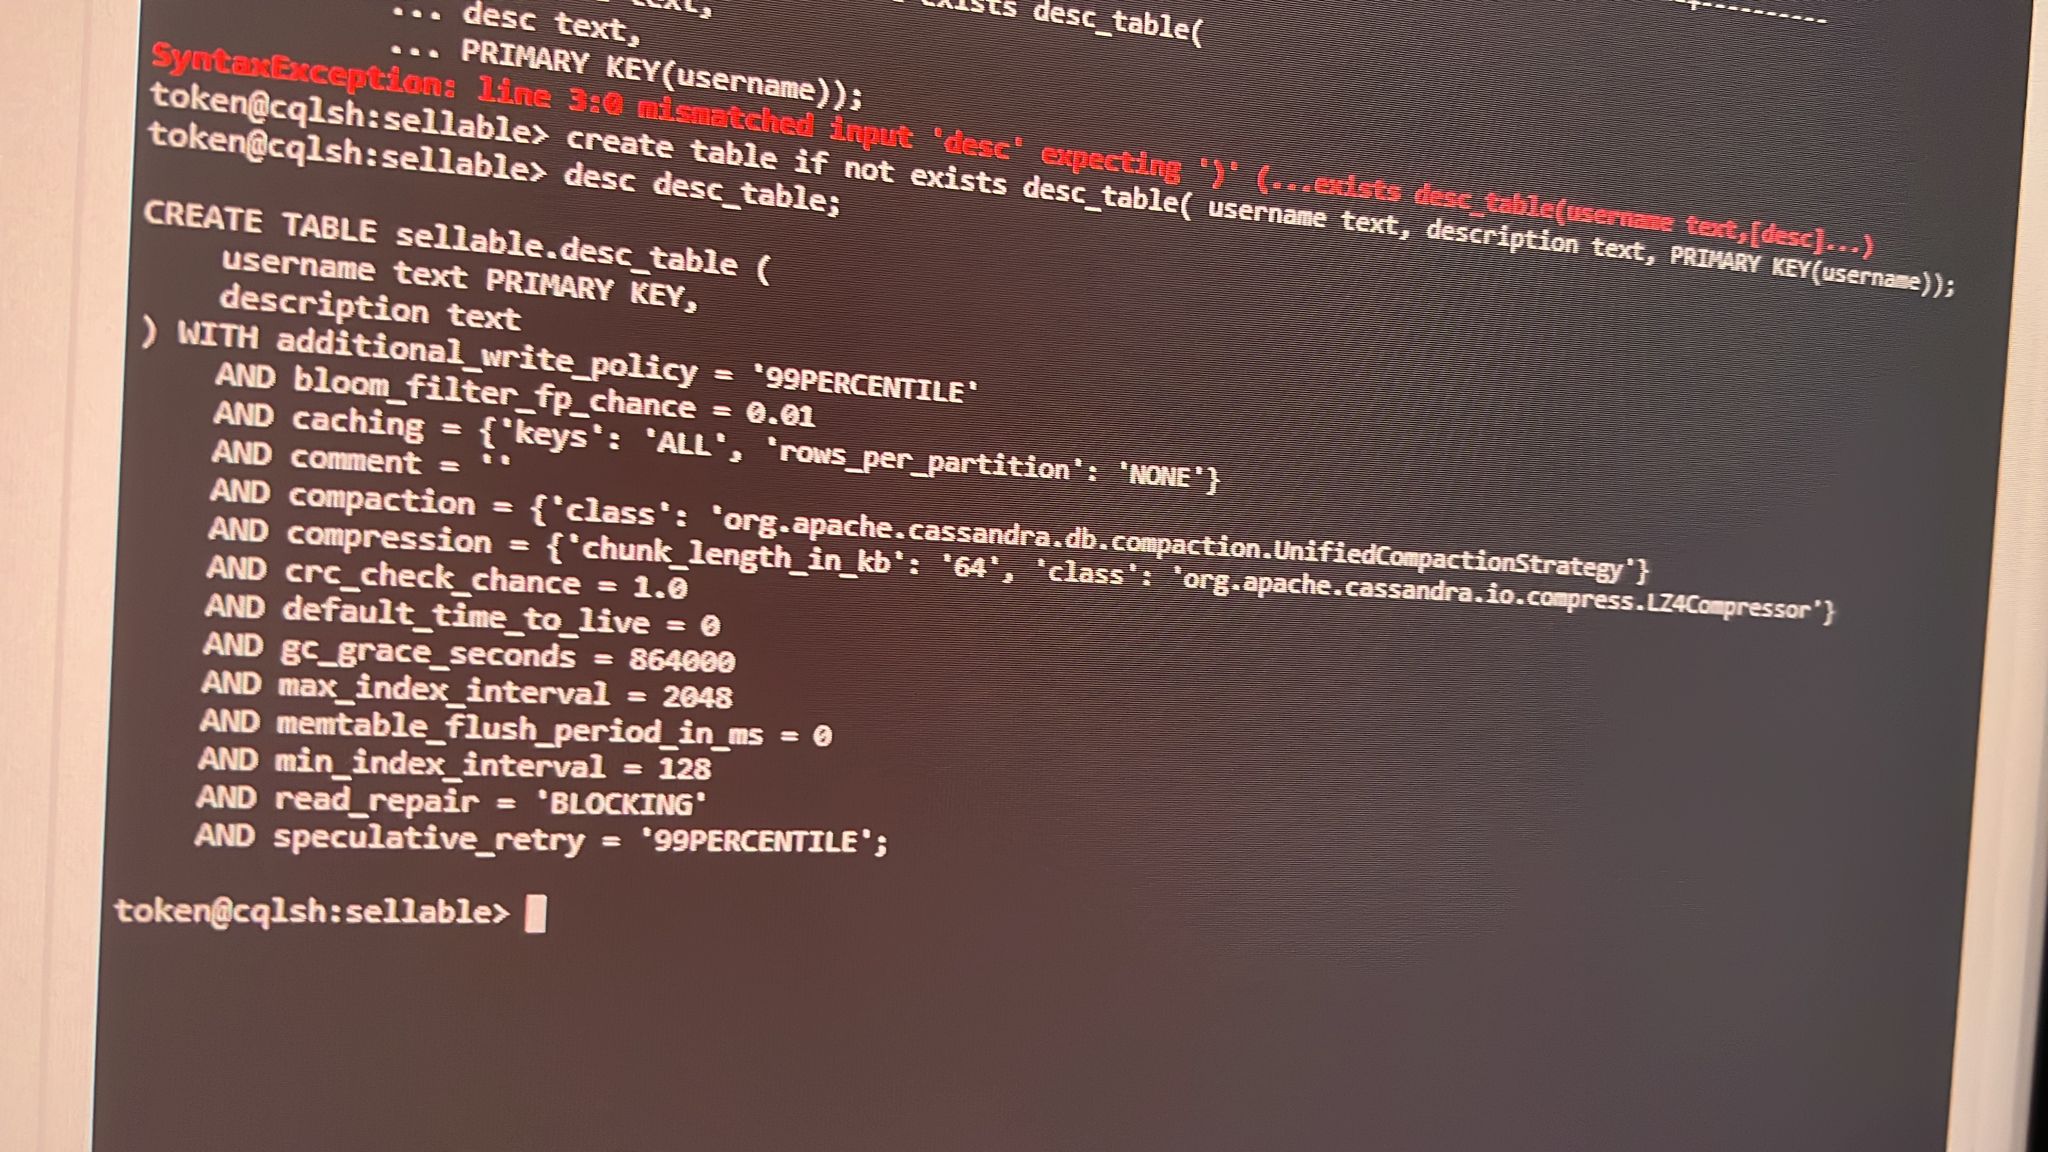 exists desc_table(
text,
... desc text,
... PRIMARY KEY(username));
SyntaxException: line 3:0 mismatched input 'desc' expecting ')' (...exists desc_table(username text,[desc]...)
token@cqlsh:sellable> create table if not exists desc_table( username text, description text, PRIMARY KEY(username));
token@cqlsh:sellable> desc desc_table;
CREATE TABLE sellable.desc_table (
username text PRIMARY KEY,
description text
) WITH additional_write_policy = '99PERCENTILE'
AND bloom_filter_fp_chance = 0.01
AND caching = {'keys': 'ALL', 'rows_per_partition': 'NONE'}
AND comment = ''
AND compaction = {'class': 'org.apache.cassandra.db.compaction.UnifiedCompactionStrategy'}
AND compression = {'chunk_length_in_kb': '64', 'class': 'org.apache.cassandra.io.compress.LZ4Compressor'}
AND crc_check_chance = 1.0
AND default_time_to_live = 0
AND gc_grace_seconds = 864000
AND max_index_interval = 2048
AND memtable_flush_period_in_ms = 0
AND min_index_interval = 128
AND read_repair = 'BLOCKING'
AND speculative_retry = '99PERCENTILE';
token@cqlsh:sellable>